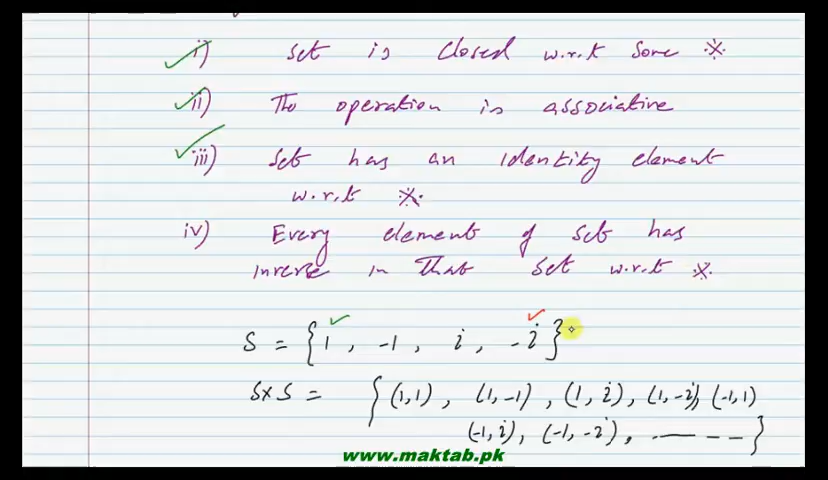 i) Set is closed w.r.t some ※
ii) The operation is associative
iii) Set has an identity element
w.r.t ※.
iv) Every element of set has
inverse in that set w.r.t ※.
S = { 1 , -1 , i , -i }
S×S = { (1,1) , (1,-1) , (1,i) , (1,-i) , (-1,1)
(-1,i) , (-1,-i) , ------ }
www.maktab.pk